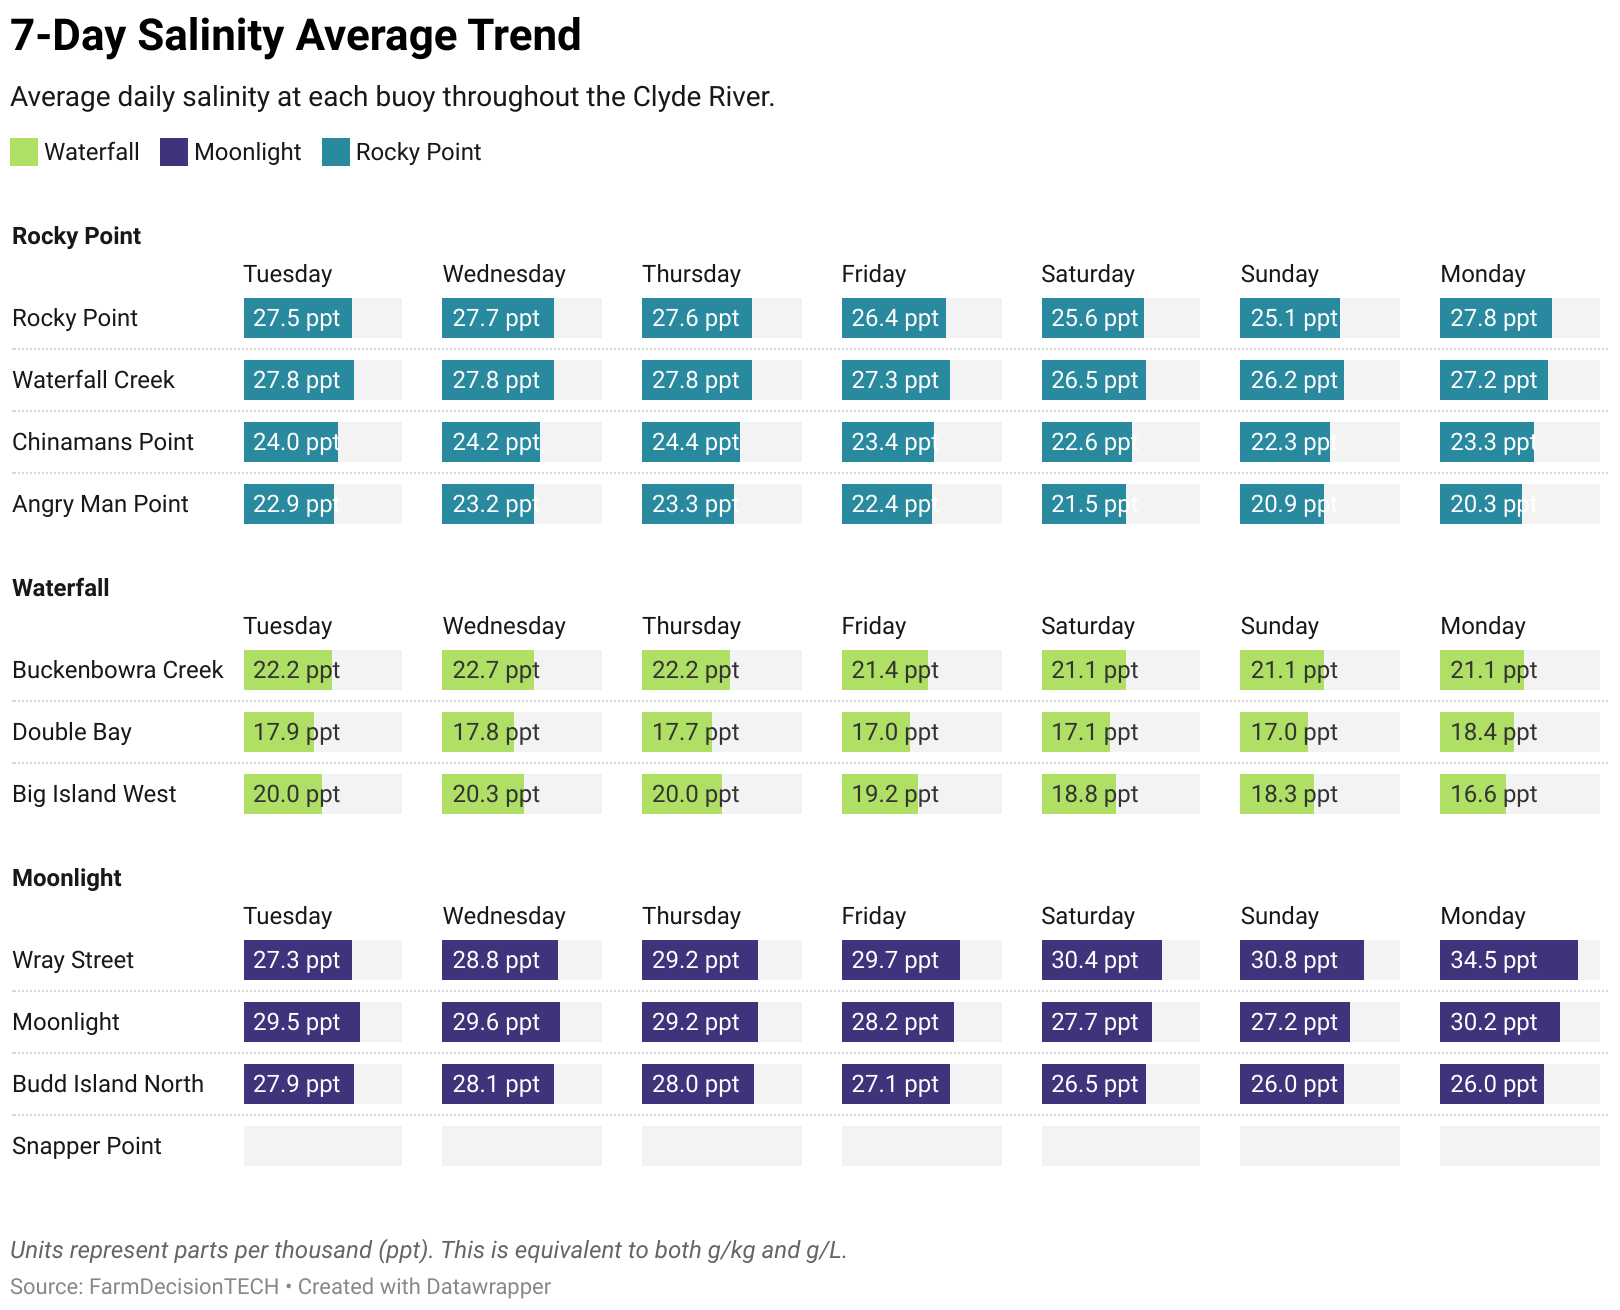 7-Day Salinity Average Trend
Average daily salinity at each buoy throughout the Clyde River.
Waterfall Moonlight Rocky Point
Rocky Point
Tuesday Wednesday Thursday Friday Saturday Sunday Monday
Rocky Point 27.5 ppt 27.7 ppt 27.6 ppt 26.4 ppt 25.6 ppt 25.1 ppt 27.8 ppt
Waterfall Creek 27.8 ppt 27.8 ppt 27.8 ppt 27.3 ppt 26.5 ppt 26.2 ppt 27.2 ppt
Chinamans Point 24.0 ppt 24.2 ppt 24.4 ppt 23.4 ppt 22.6 ppt 22.3 ppt 23.3 ppt
Angry Man Point 22.9 ppt 23.2 ppt 23.3 ppt 22.4 ppt 21.5 ppt 20.9 ppt 20.3 ppt
Waterfall
Tuesday Wednesday Thursday Friday Saturday Sunday Monday
Buckenbowra Creek 22.2 ppt 22.7 ppt 22.2 ppt 21.4 ppt 21.1 ppt 21.1 ppt 21.1 ppt
Double Bay 17.9 ppt 17.8 ppt 17.7 ppt 17.0 ppt 17.1 ppt 17.0 ppt 18.4 ppt
Big Island West 20.0 ppt 20.3 ppt 20.0 ppt 19.2 ppt 18.8 ppt 18.3 ppt 16.6 ppt
Moonlight
Tuesday Wednesday Thursday Friday Saturday Sunday Monday
Wray Street 27.3 ppt 28.8 ppt 29.2 ppt 29.7 ppt 30.4 ppt 30.8 ppt 34.5 ppt
Moonlight 29.5 ppt 29.6 ppt 29.2 ppt 28.2 ppt 27.7 ppt 27.2 ppt 30.2 ppt
Budd Island North 27.9 ppt 28.1 ppt 28.0 ppt 27.1 ppt 26.5 ppt 26.0 ppt 26.0 ppt
Snapper Point
Units represent parts per thousand (ppt). This is equivalent to both g/kg and g/L.
Source: FarmDecisionTECH • Created with Datawrapper